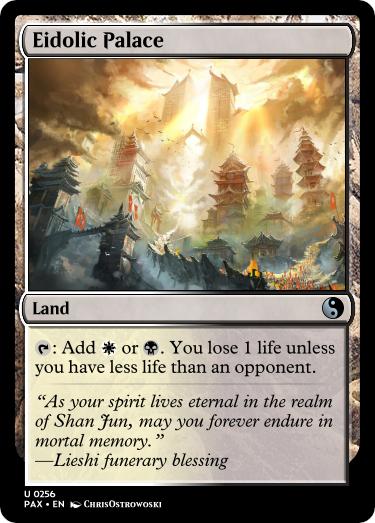 Eidolic Palace
Land
: Add or . You lose 1 life unless
you have less life than an opponent.
“As your spirit lives eternal in the realm
of Shan Jun, may you forever endure in
mortal memory.”
—Lieshi funerary blessing
U 0256
PAX • EN ChrisOstrowoski